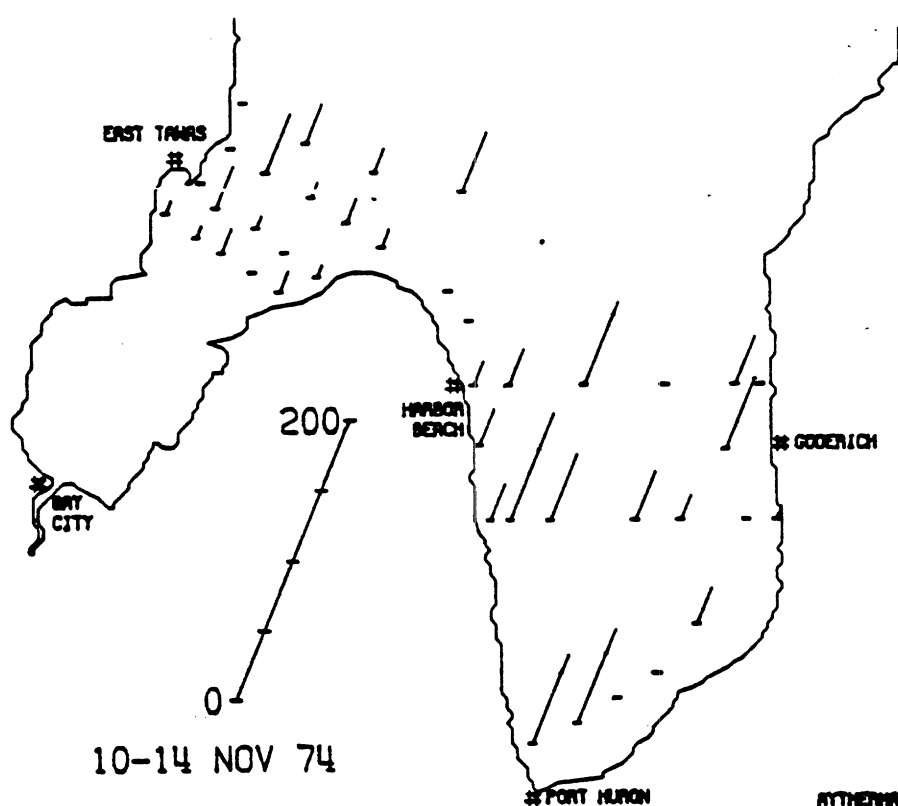 EAST TAWAS
200
HARBOR
BEACH
GODERICH
BAY
CITY
0
10-14 NOV 74
PORT HURON